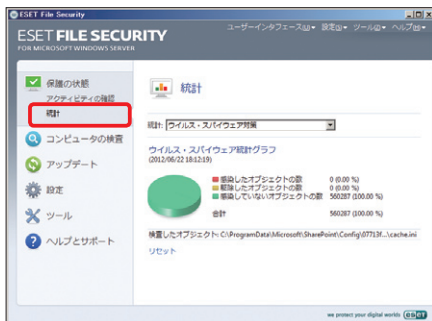 ESET File Security
ESET FILE SECURITY
FOR MICROSOFT WINDOWS SERVER
ユーザーインタフェース(U)▾ 設定(S)▾ ツール(O)▾ ヘルプ(H)▾
保護の状態
アクティビティの確認
統計
コンピュータの検査
アップデート
設定
ツール
ヘルプとサポート
統計
統計: ウイルス・スパイウェア対策
ウイルス・スパイウェア統計グラフ
(2012/06/22 18:12:19)
感染したオブジェクトの数 0 (0.00 %)
駆除したオブジェクトの数 0 (0.00 %)
感染していないオブジェクトの数 560287 (100.00 %)
合計 560287 (100.00 %)
検査したオブジェクト: C:\ProgramData\Microsoft\SharePoint\Config\07713f...\cache.ini
リセット
we protect your digital worlds eset